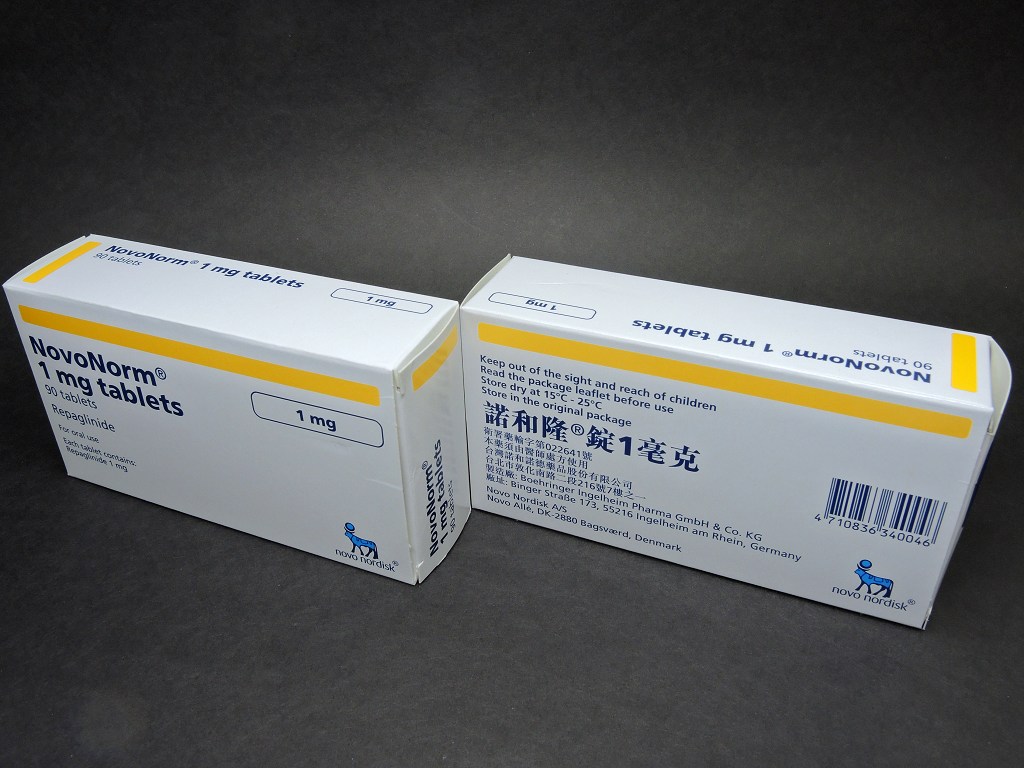 NovoNorm® 1 mg tablets
90 tablets
1 mg
NovoNorm®
1 mg tablets
90 tablets
Repaglinide
For oral use
Each tablet contains:
Repaglinide 1 mg
1 mg
novo nordisk®
NovoNorm®
1 mg tablets
90 tablets
NovoNorm® 1 mg tablets
90 tablets
1 mg
Keep out of the sight and reach of children
Read the package leaflet before use
Store dry at 15°C - 25°C
Store in the original package
諾和隆®錠1毫克
衛署藥輸字第022641號
本藥須由醫師處方使用
台灣諾和諾德藥品股份有限公司
台北市敦化南路二段216號7樓之一
製造廠: Boehringer Ingelheim Pharma GmbH & Co. KG
廠址: Binger Straße 173, 55216 Ingelheim am Rhein, Germany
Novo Nordisk A/S
Novo Allé, DK-2880 Bagsværd, Denmark
4 710836 340046
novo nordisk®